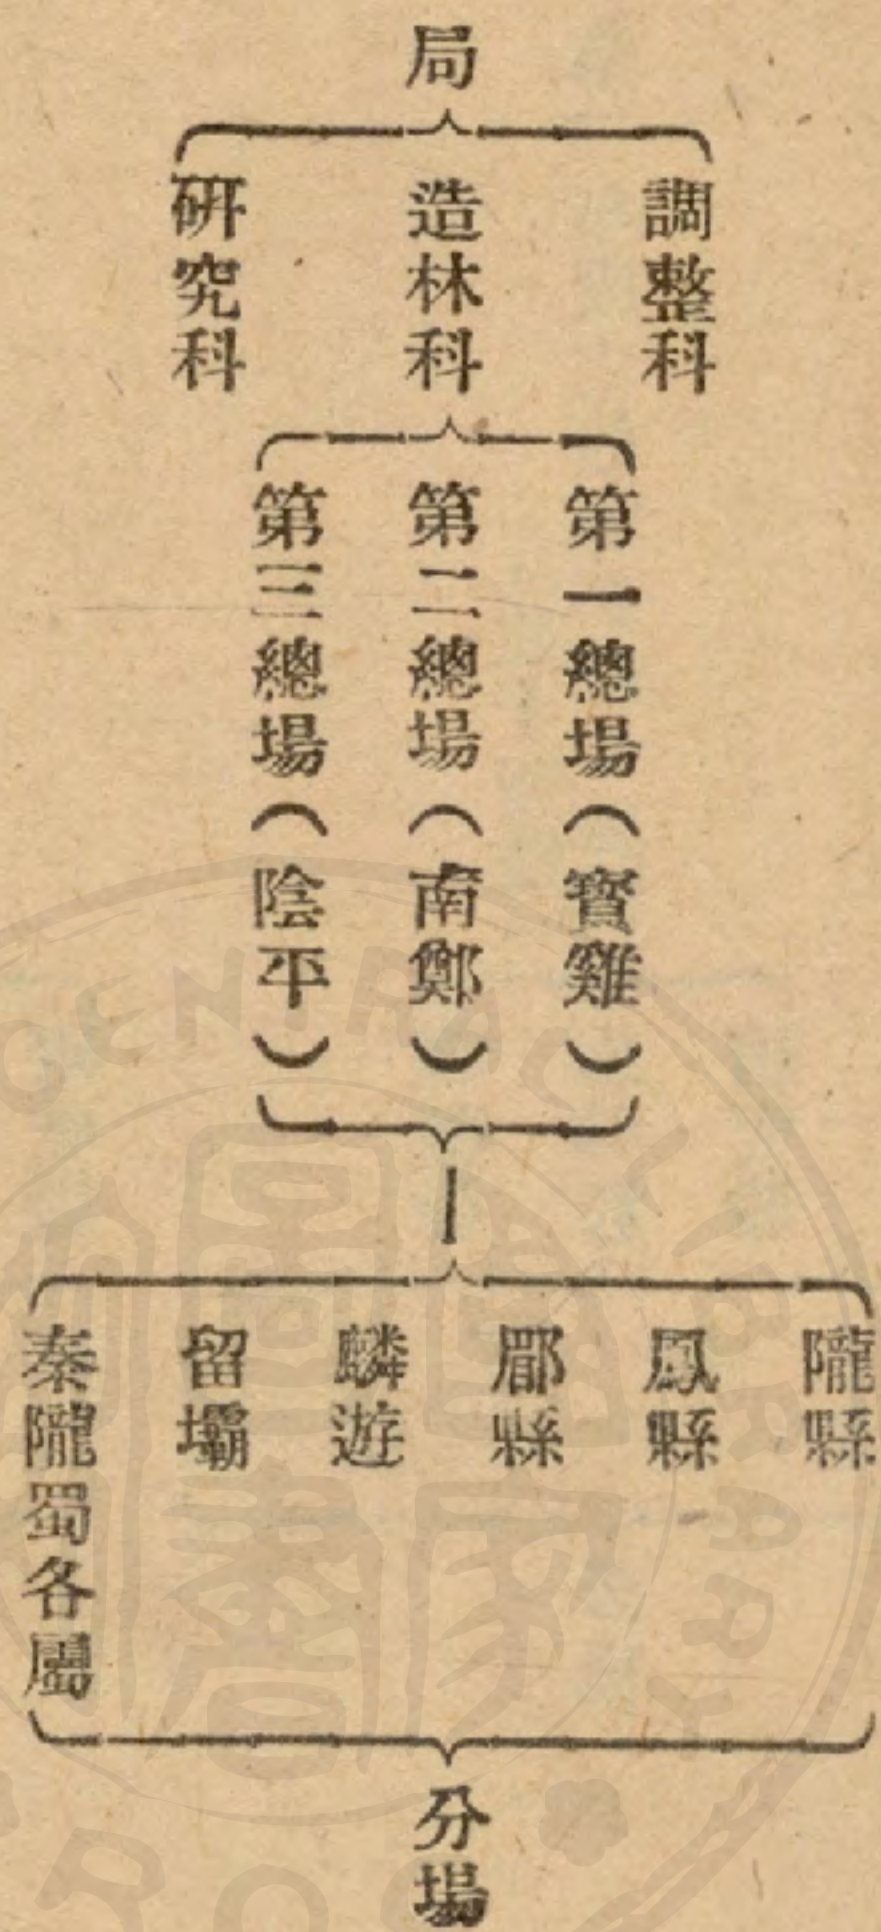 局
調整科
造林科
研究科
第一總場（寶雞）
第二總場（南鄭）
第三總場（陰平）
隴縣
鳳縣
郿縣
麟遊
留壩
秦隴蜀各屬
分場
CENTRAL LIBRARY